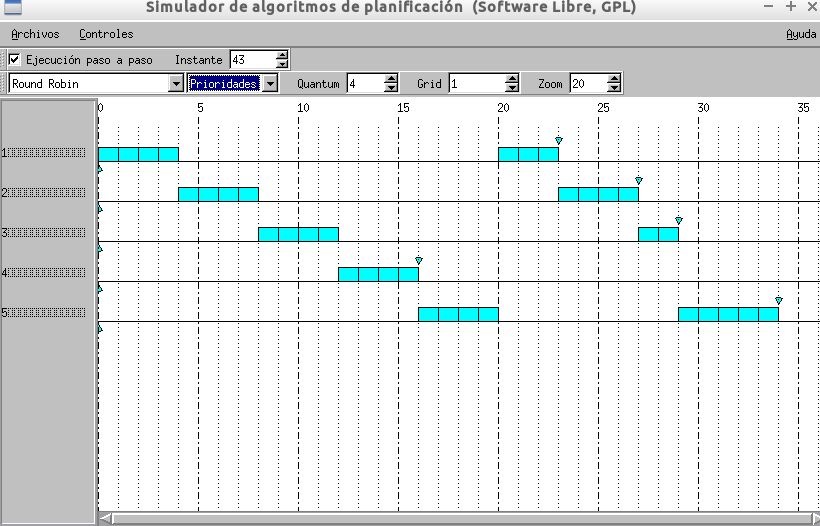 Simulador de algoritmos de planificación (Software Libre, GPL)
Archivos Controles Ayuda
Ejecución paso a paso Instante 43
Round Robin Prioridades Quantum 4 Grid 1 Zoom 20
0 5 10 15 20 25 30 35
1
2
3
4
5